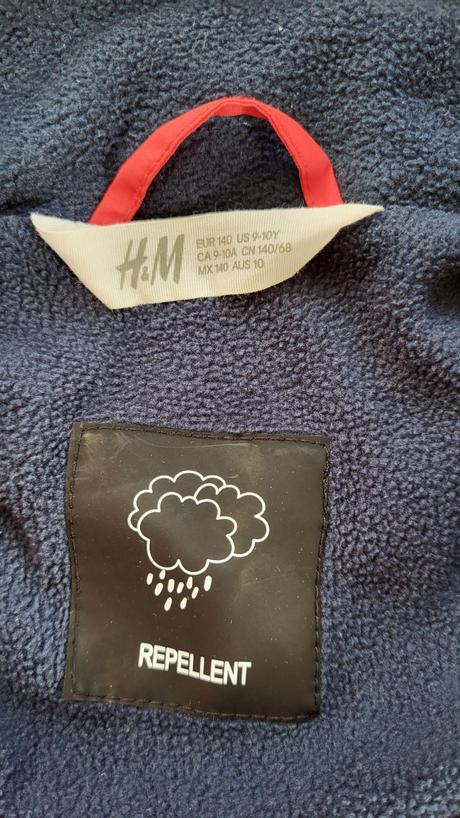 H&M
EUR 140 US 9-10Y
CA 9-10A CN 140/68
MX 140 AUS 10
REPELLENT